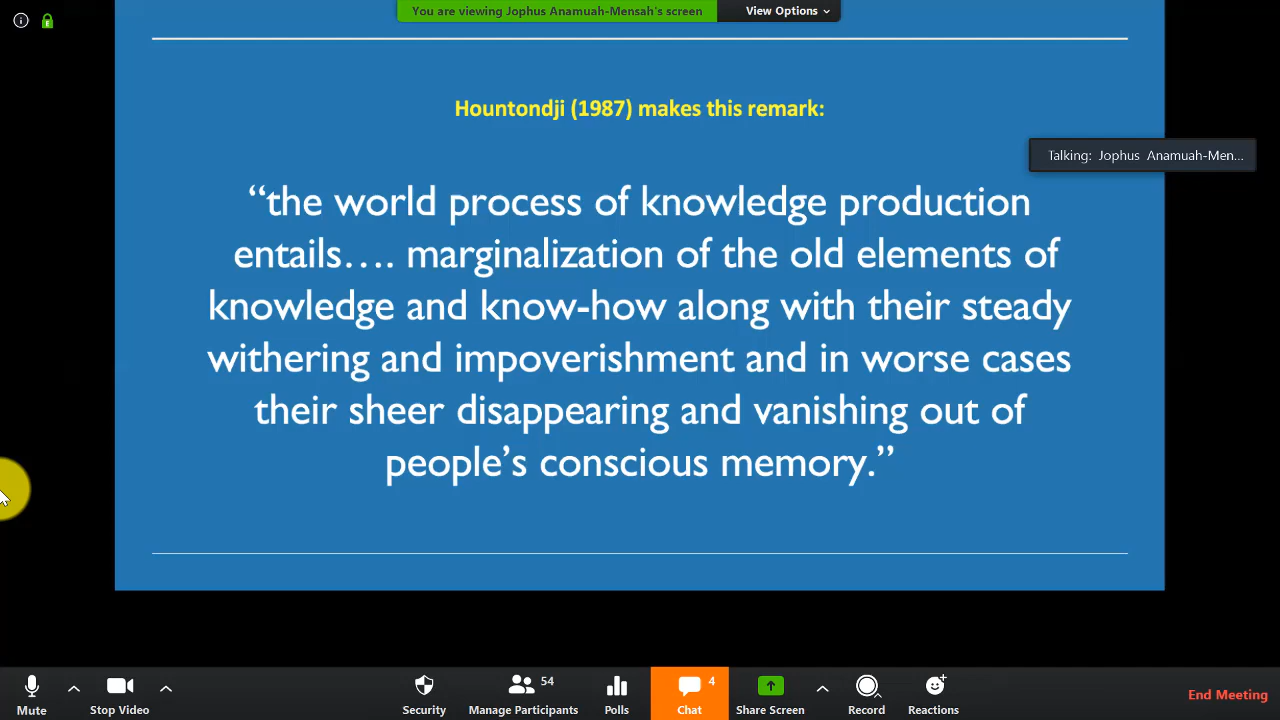 You are viewing Jophus Anamuah-Mensah's screen
View Options
E
Hountondji (1987) makes this remark:
Talking: Jophus Anamuah-Men...
“the world process of knowledge production
entails…. marginalization of the old elements of
knowledge and know-how along with their steady
withering and impoverishment and in worse cases
their sheer disappearing and vanishing out of
people’s conscious memory.”
54
4
Mute
Stop Video
Security
Manage Participants
Polls
Chat
Share Screen
Record
Reactions
End Meeting